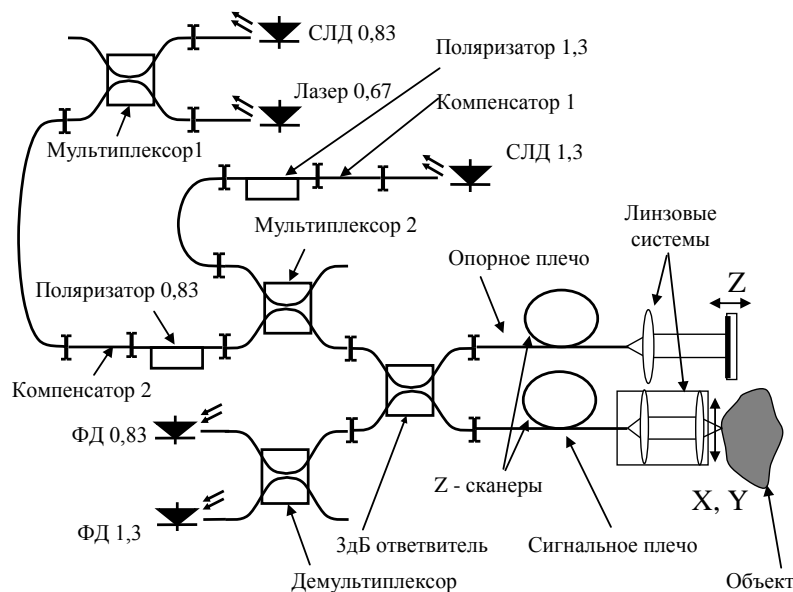 СЛД 0,83
Поляризатор 1,3
Лазер 0,67
Компенсатор 1
Мультиплексор1
СЛД 1,3
Мультиплексор 2
Линзовые
системы
Опорное плечо
Z
Поляризатор 0,83
Компенсатор 2
ФД 0,83
Z - сканеры
X, Y
ФД 1,3
3дБ ответвитель
Сигнальное плечо
Демультиплексор
Объект